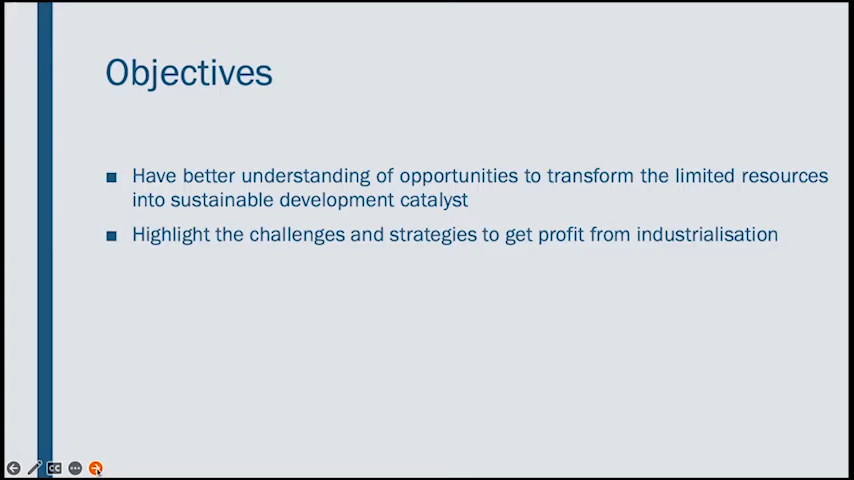 Objectives
Have better understanding of opportunities to transform the limited resources
into sustainable development catalyst
Highlight the challenges and strategies to get profit from industrialisation
CC